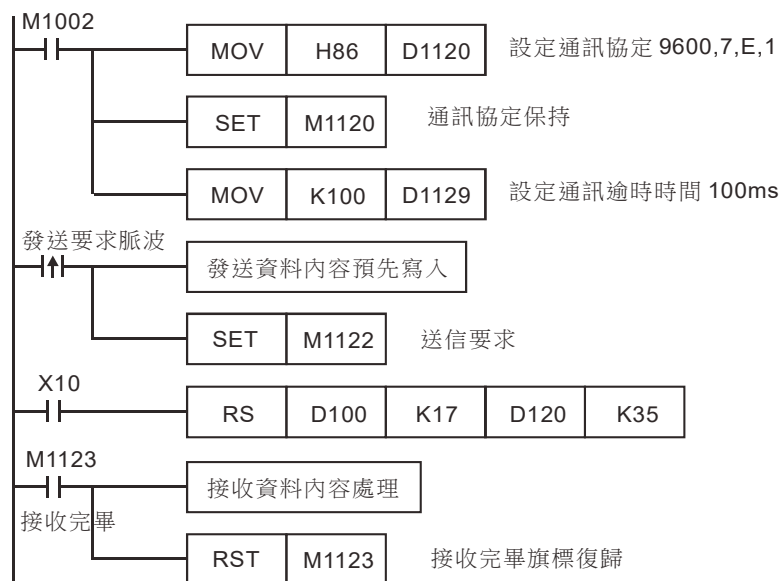 M1002
MOV H86 D1120 設定通訊協定 9600,7,E,1
SET M1120 通訊協定保持
MOV K100 D1129 設定通訊逾時時間 100ms
發送要求脈波
發送資料內容預先寫入
SET M1122 送信要求
X10
RS D100 K17 D120 K35
M1123
接收資料內容處理
接收完畢
RST M1123 接收完畢旗標復歸